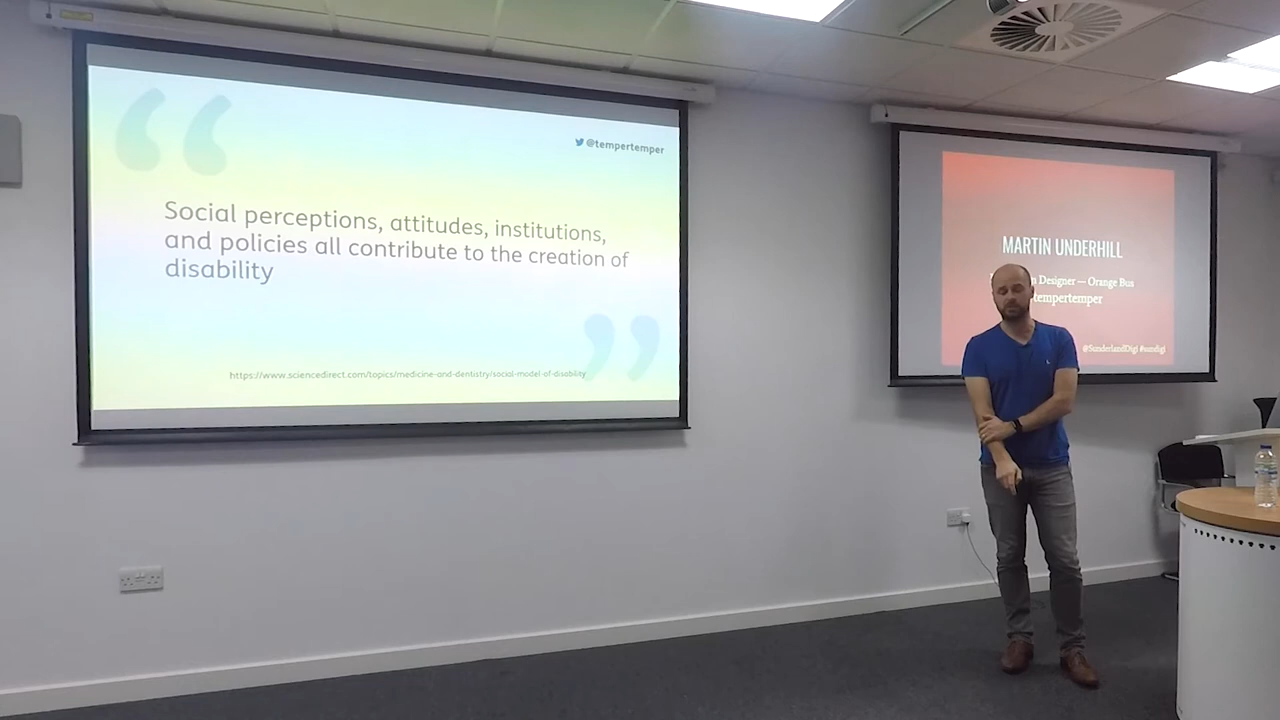 @tempertemper
Social perceptions, attitudes, institutions,
and policies all contribute to the creation of
disability
https://www.sciencedirect.com/topics/medicine-and-dentistry/social-model-of-disability
MARTIN UNDERHILL
Designer — Orange Bus
tempertemper
@SunderlandDigi #sundigi